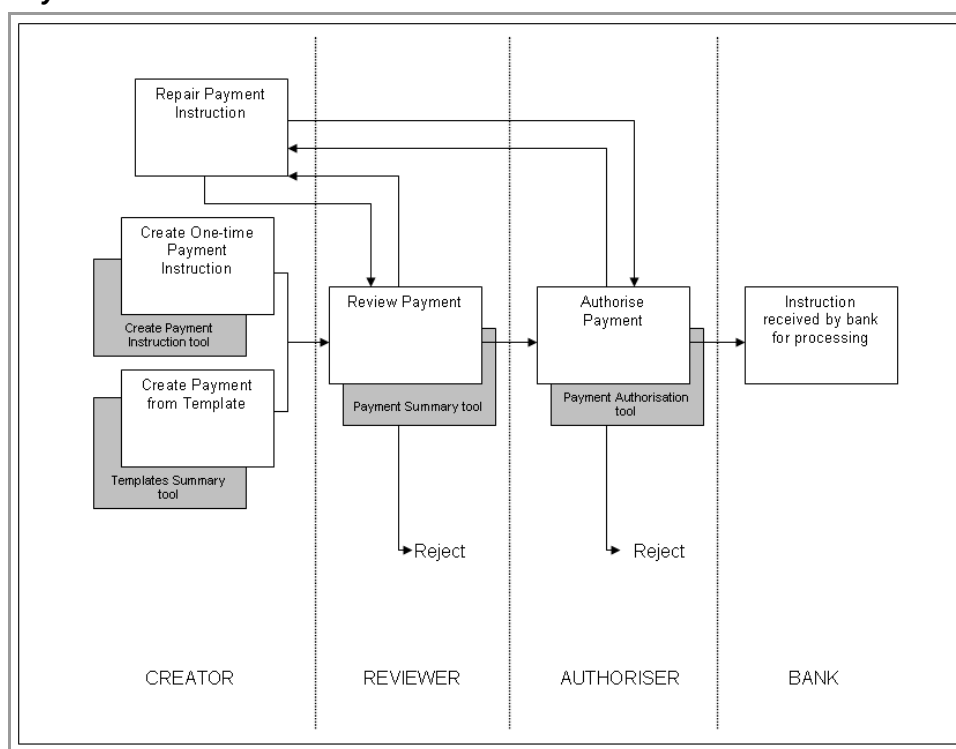 Repair Payment
Instruction
Create One-time
Payment
Instruction
Create Payment
Instruction tool
Create Payment
from Template
Templates Summary
tool
Review Payment
Payment Summary tool
Reject
Authorise
Payment
Payment Authorisation
tool
Reject
Instruction
received by bank
for processing
CREATOR
REVIEWER
AUTHORISER
BANK